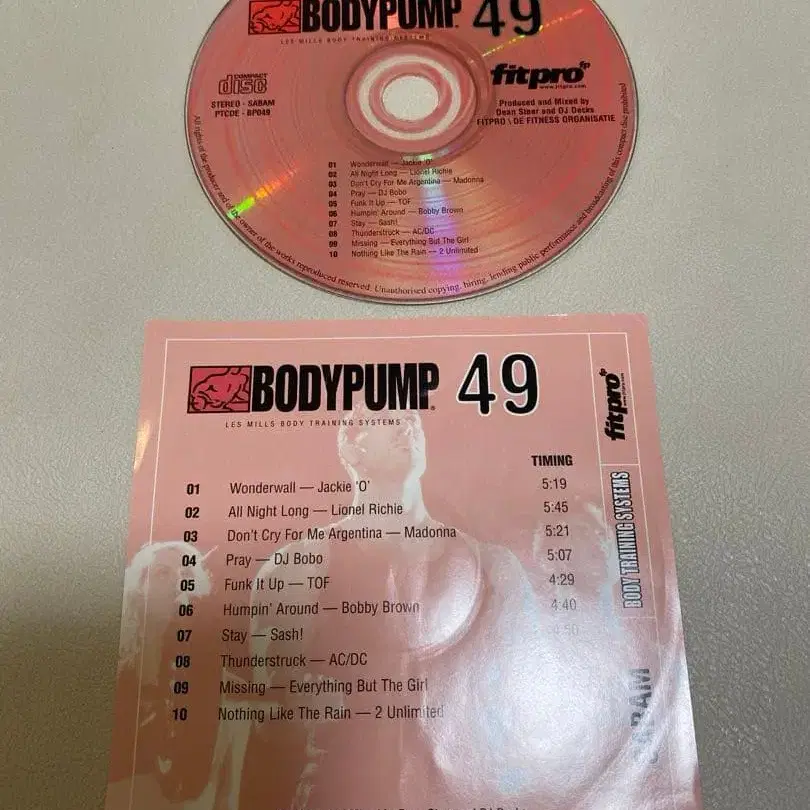 BODYPUMP 49
LES MILLS BODY TRAINING SYSTEMS
COMPACT
disc
STEREO - SABAM
PTCDE - BP049
fitpro fp
www.fitpro.com
Produced and Mixed by
Dean Siner and DJ Decks
FITPRO \ DE FITNESS ORGANISATIE
01 Wonderwall — Jackie 'O'
02 All Night Long — Lionel Richie
03 Don't Cry For Me Argentina — Madonna
04 Pray — DJ Bobo
05 Funk It Up — TOF
06 Humpin' Around — Bobby Brown
07 Stay — Sash!
08 Thunderstruck — AC/DC
09 Missing — Everything But The Girl
10 Nothing Like The Rain — 2 Unlimited
All rights of the producer and of the owner of the works reproduced reserved. Unauthorised copying, hiring, lending public performance and broadcasting of this compact disc prohibited
BODYPUMP® 49
LES MILLS BODY TRAINING SYSTEMS
TIMING
01 Wonderwall — Jackie 'O' 5:19
02 All Night Long — Lionel Richie 5:45
03 Don't Cry For Me Argentina — Madonna 5:21
04 Pray — DJ Bobo 5:07
05 Funk It Up — TOF 4:29
06 Humpin' Around — Bobby Brown 4:40
07 Stay — Sash!
08 Thunderstruck — AC/DC
09 Missing — Everything But The Girl
10 Nothing Like The Rain — 2 Unlimited
fitpro fp
www.fitpro.com
BODY TRAINING SYSTEMS
SABAM